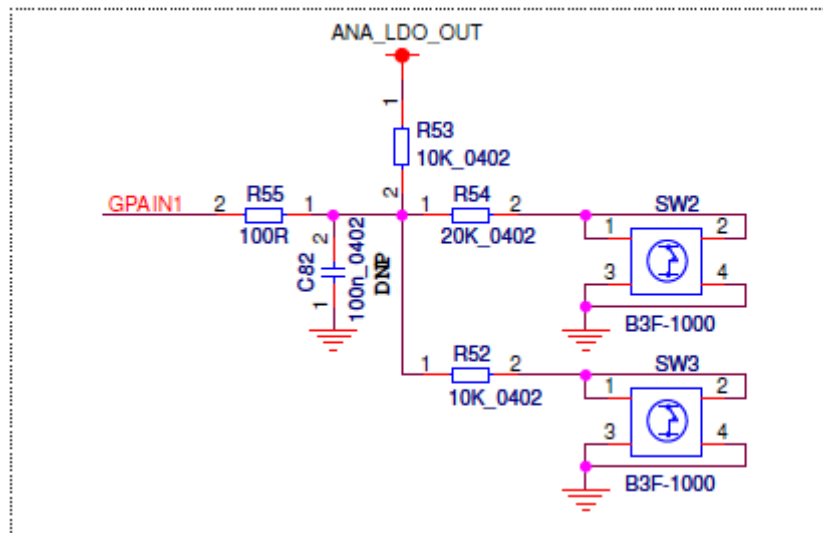 ANA_LDO_OUT
1
R53
10K_0402
2
GPAIN1 2 R55 1
100R
1 R54 2
20K_0402
SW2
1 2
3 4
B3F-1000
2
C82
100n_0402
DNP
1
1 R52 2
10K_0402
SW3
1 2
3 4
B3F-1000